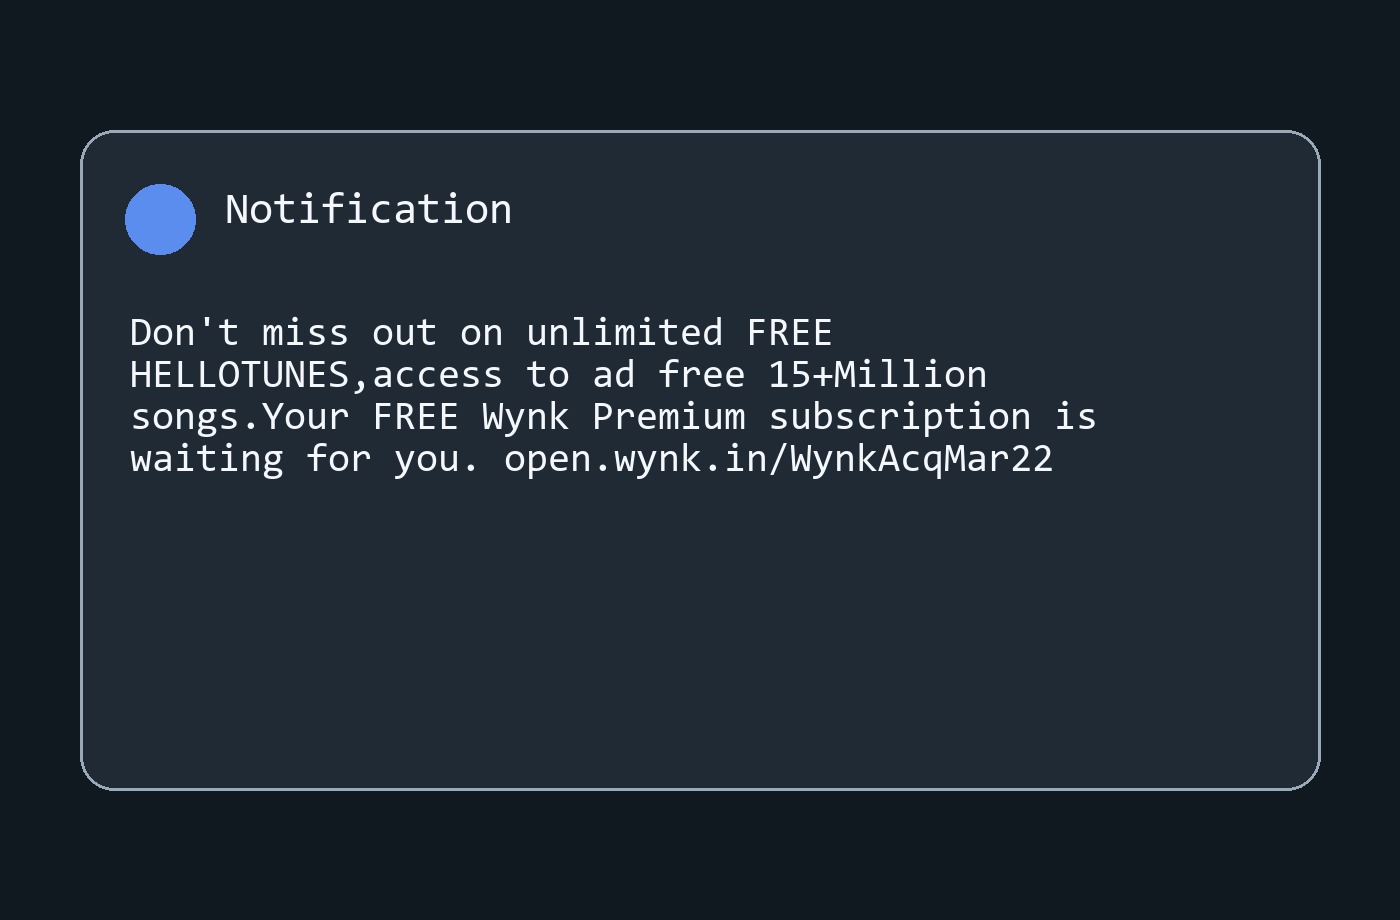 Notification
Don't miss out on unlimited FREE
HELLOTUNES,access to ad free 15+Million
songs.Your FREE Wynk Premium subscription is
waiting for you. open.wynk.in/WynkAcqMar22